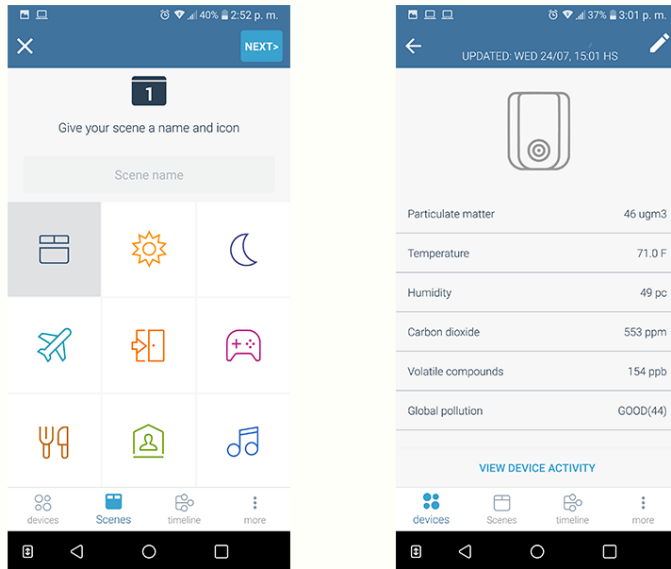 40% 2:52 p. m.
NEXT>
1
Give your scene a name and icon
Scene name
devices Scenes timeline more
37% 3:01 p. m.
UPDATED: WED 24/07, 15:01 HS
Particulate matter 46 ugm3
Temperature 71.0 F
Humidity 49 pc
Carbon dioxide 553 ppm
Volatile compounds 154 ppb
Global pollution GOOD(44)
VIEW DEVICE ACTIVITY
devices Scenes timeline more